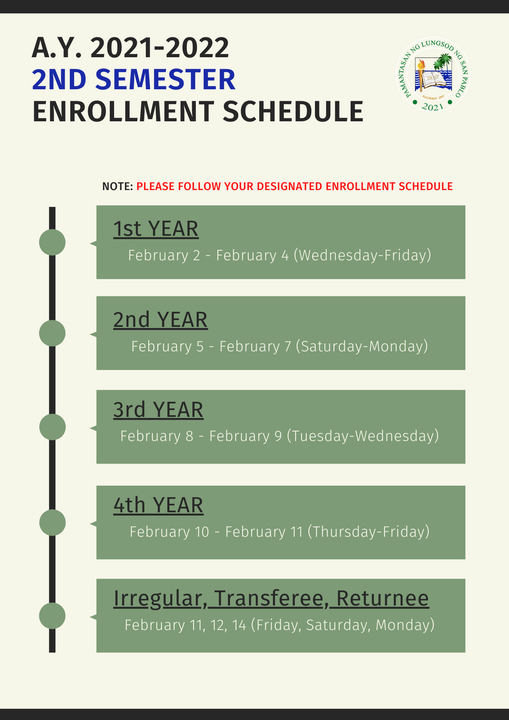 A.Y. 2021-2022
2ND SEMESTER
ENROLLMENT SCHEDULE
PAMANTASAN NG LUNGSOD NG SAN PABLO
2021
NOTE: PLEASE FOLLOW YOUR DESIGNATED ENROLLMENT SCHEDULE
1st YEAR
February 2 - February 4 (Wednesday-Friday)
2nd YEAR
February 5 - February 7 (Saturday-Monday)
3rd YEAR
February 8 - February 9 (Tuesday-Wednesday)
4th YEAR
February 10 - February 11 (Thursday-Friday)
Irregular, Transferee, Returnee
February 11, 12, 14 (Friday, Saturday, Monday)